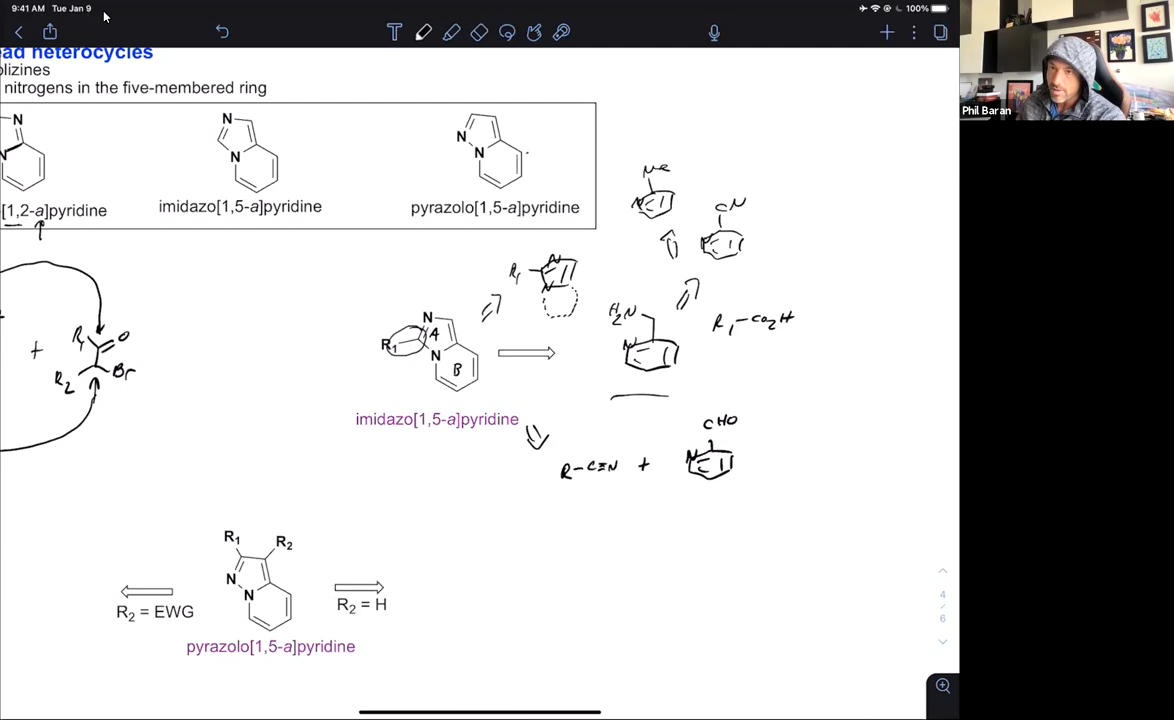 9:41 AM Tue Jan 9
100%
ad heterocycles
olizines
nitrogens in the five-membered ring
N
N
N
N
N
N
[1,2-a]pyridine
imidazo[1,5-a]pyridine
pyrazolo[1,5-a]pyridine
Phil Baran
Me
N
CN
N
R1
N
N
H2N
N
R1-CO2H
R1
N
A
N
B
+
R1
O
R2
Br
imidazo[1,5-a]pyridine
CHO
R-C≡N + N
R1
R2
N
N
R2 = EWG
R2 = H
pyrazolo[1,5-a]pyridine
4
/
6